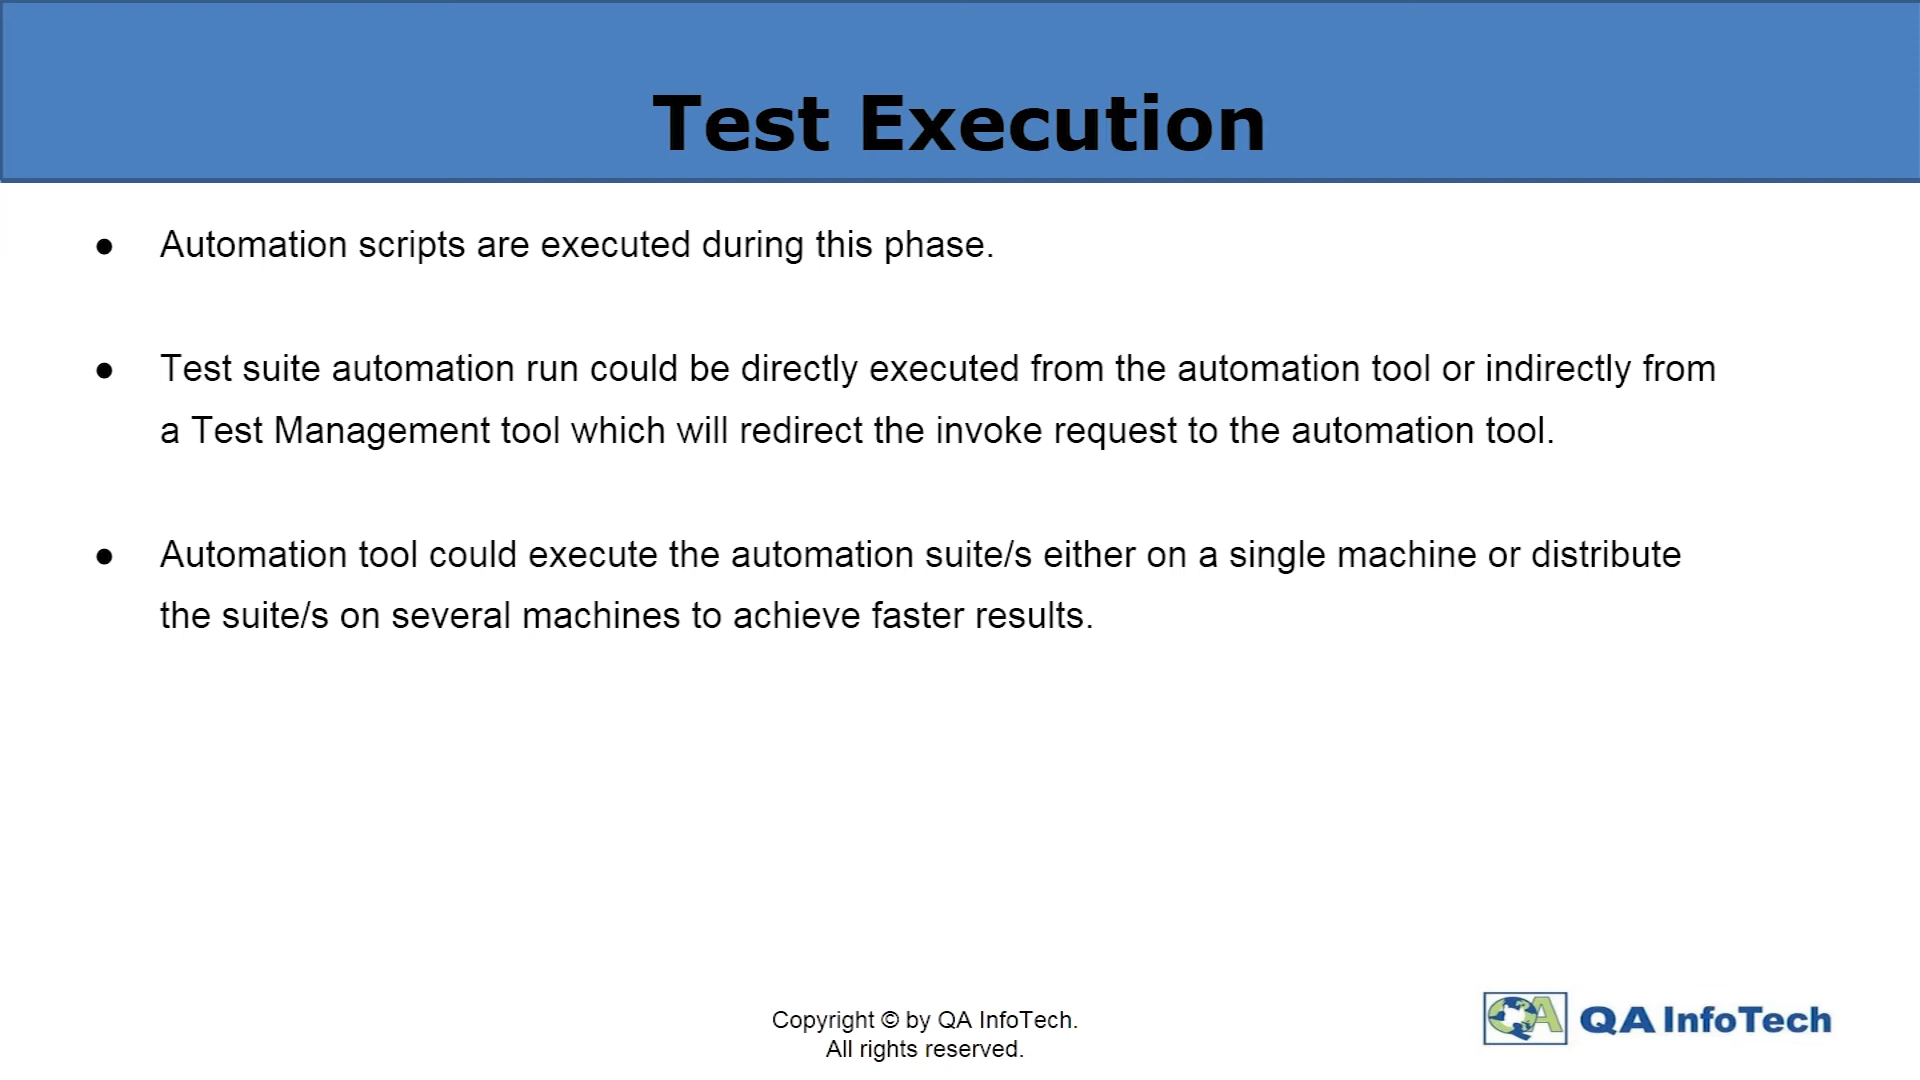 Test Execution
● Automation scripts are executed during this phase.
● Test suite automation run could be directly executed from the automation tool or indirectly from
a Test Management tool which will redirect the invoke request to the automation tool.
● Automation tool could execute the automation suite/s either on a single machine or distribute
the suite/s on several machines to achieve faster results.
Copyright © by QA InfoTech.
All rights reserved.
QA QA InfoTech